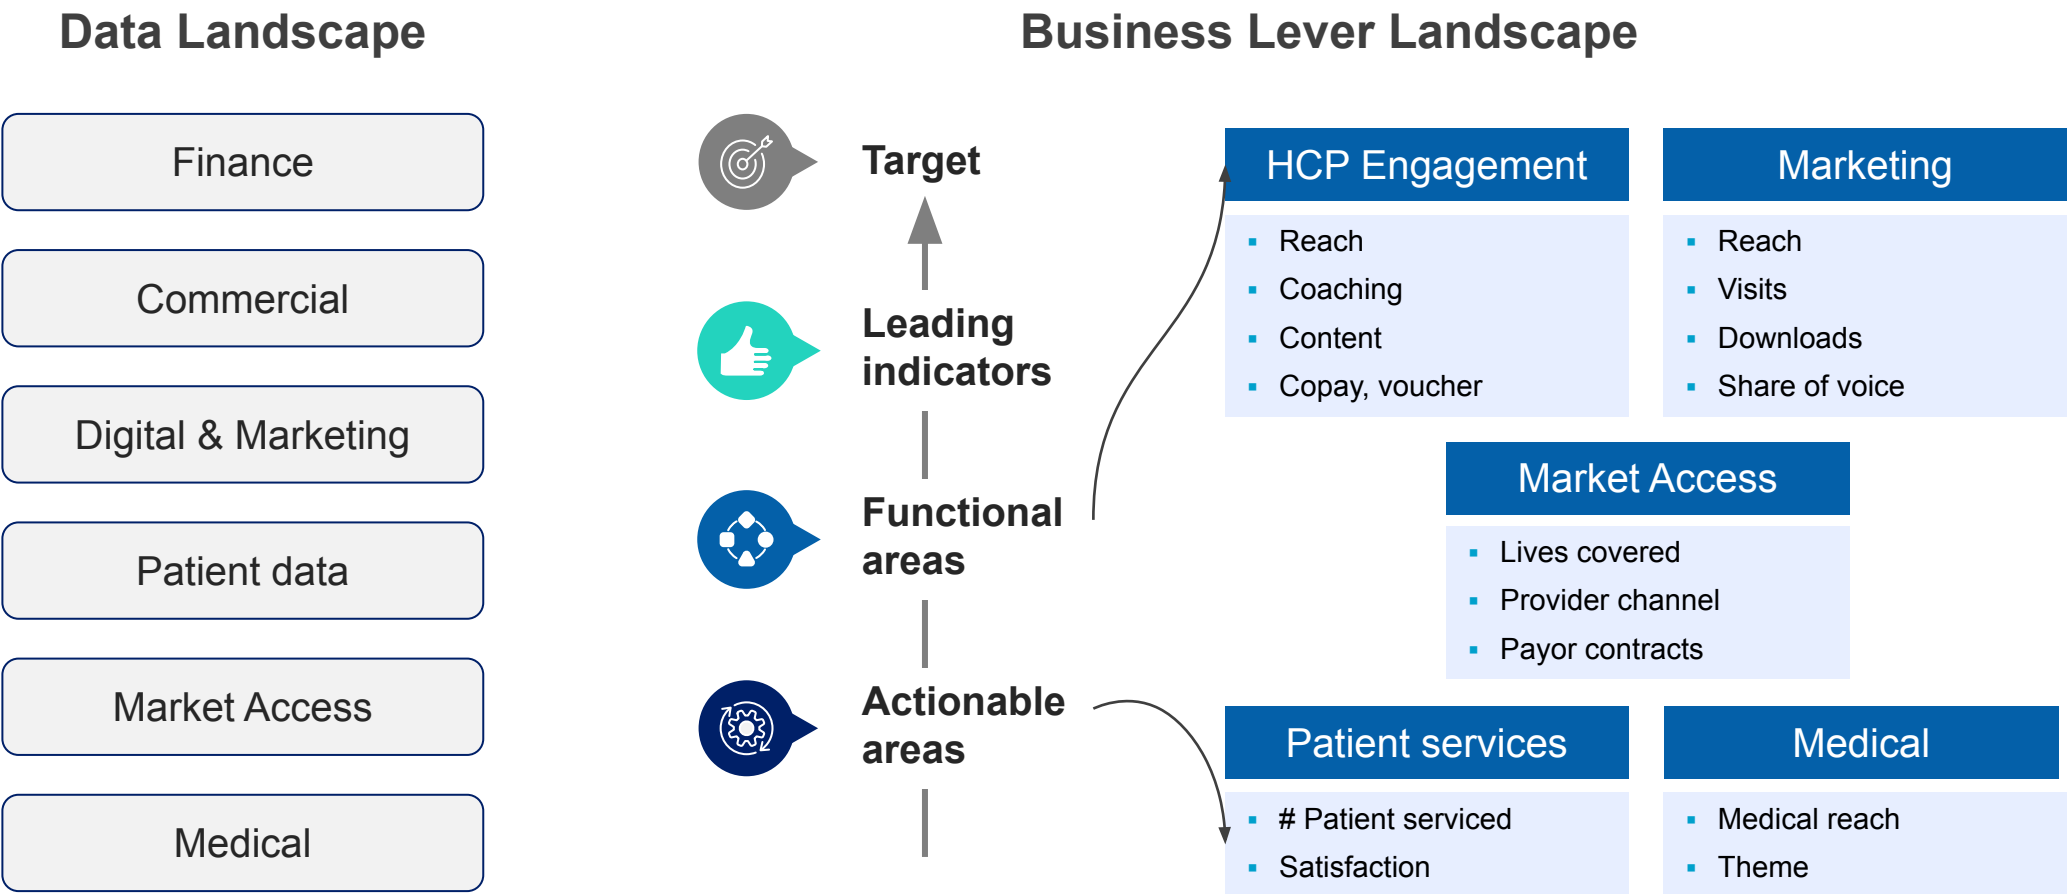 Data Landscape
Business Lever Landscape
Finance
Commercial
Digital & Marketing
Patient data
Market Access
Medical
Target
Leading
indicators
Functional
areas
Actionable
areas
HCP Engagement
Reach
Coaching
Content
Copay, voucher
Marketing
Reach
Visits
Downloads
Share of voice
Market Access
Lives covered
Provider channel
Payor contracts
Patient services
# Patient serviced
Satisfaction
Medical
Medical reach
Theme